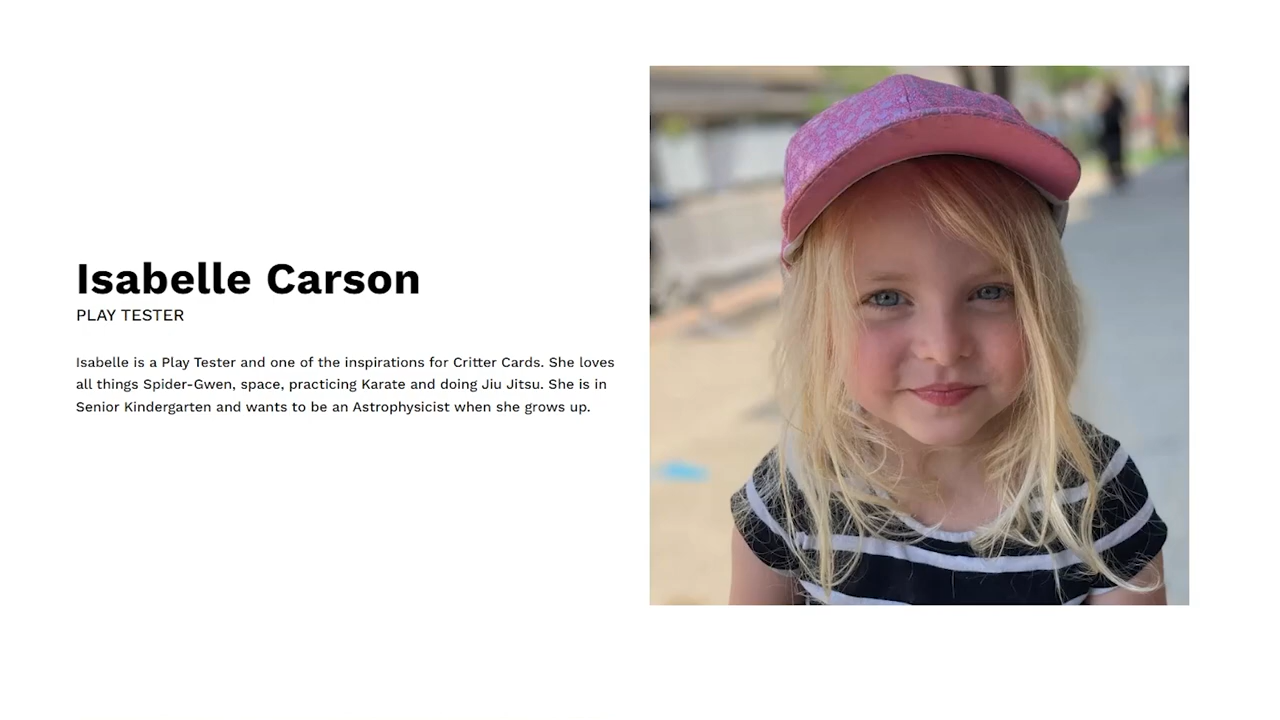 Isabelle Carson
PLAY TESTER
Isabelle is a Play Tester and one of the inspirations for Critter Cards. She loves
all things Spider-Gwen, space, practicing Karate and doing Jiu Jitsu. She is in
Senior Kindergarten and wants to be an Astrophysicist when she grows up.